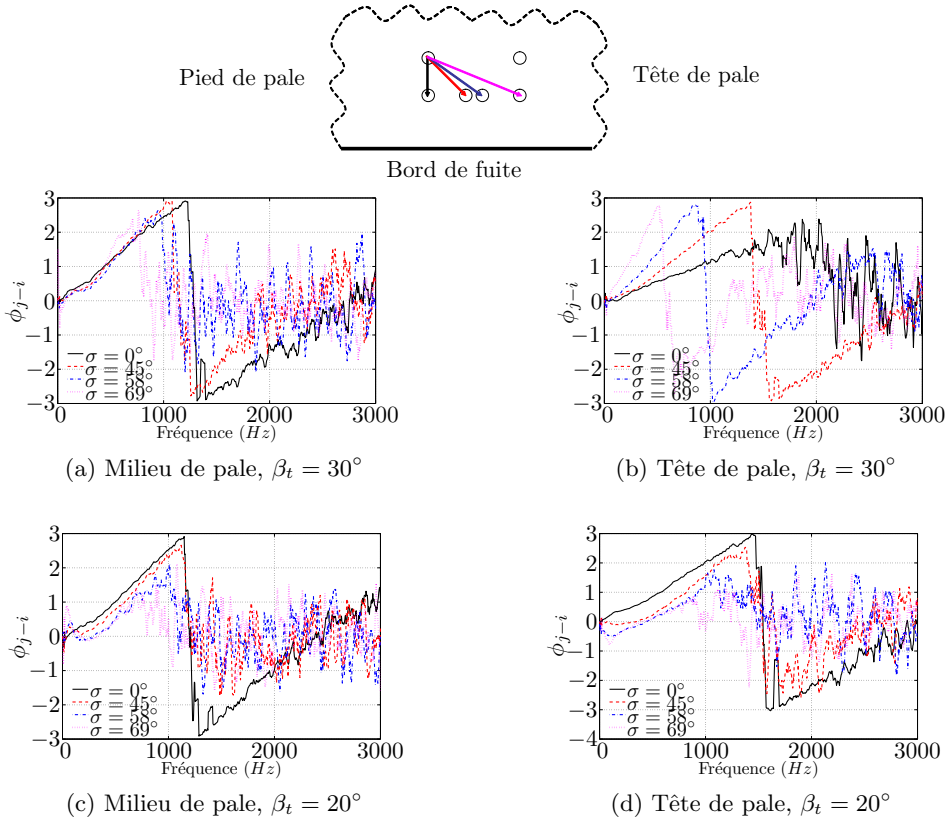 Pied de pale
Tête de pale
Bord de fuite
3
2
1
0
−1
−2
−3
0
1000
2000
3000
ϕj−i
Fréquence (Hz)
σ = 0°
σ = 45°
σ = 58°
σ = 69°
(a) Milieu de pale, βt = 30°
3
2
1
0
−1
−2
−3
0
1000
2000
3000
ϕj−i
Fréquence (Hz)
σ = 0°
σ = 45°
σ = 58°
σ = 69°
(b) Tête de pale, βt = 30°
3
2
1
0
−1
−2
−3
0
1000
2000
3000
ϕj−i
Fréquence (Hz)
σ = 0°
σ = 45°
σ = 58°
σ = 69°
(c) Milieu de pale, βt = 20°
3
2
1
0
−1
−2
−3
−4
0
1000
2000
3000
ϕj−i
Fréquence (Hz)
σ = 0°
σ = 45°
σ = 58°
σ = 69°
(d) Tête de pale, βt = 20°